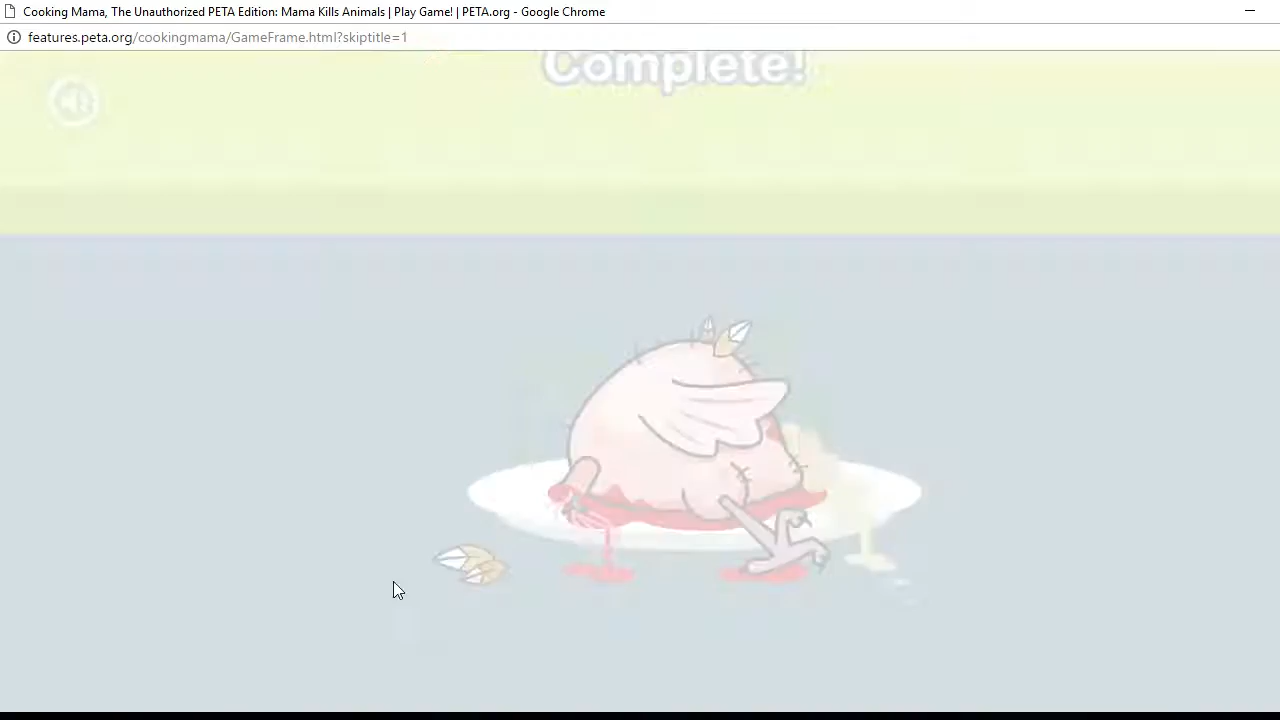 Cooking Mama, The Unauthorized PETA Edition: Mama Kills Animals | Play Game! | PETA.org - Google Chrome
features.peta.org/cookingmama/GameFrame.html?skiptitle=1
Complete!